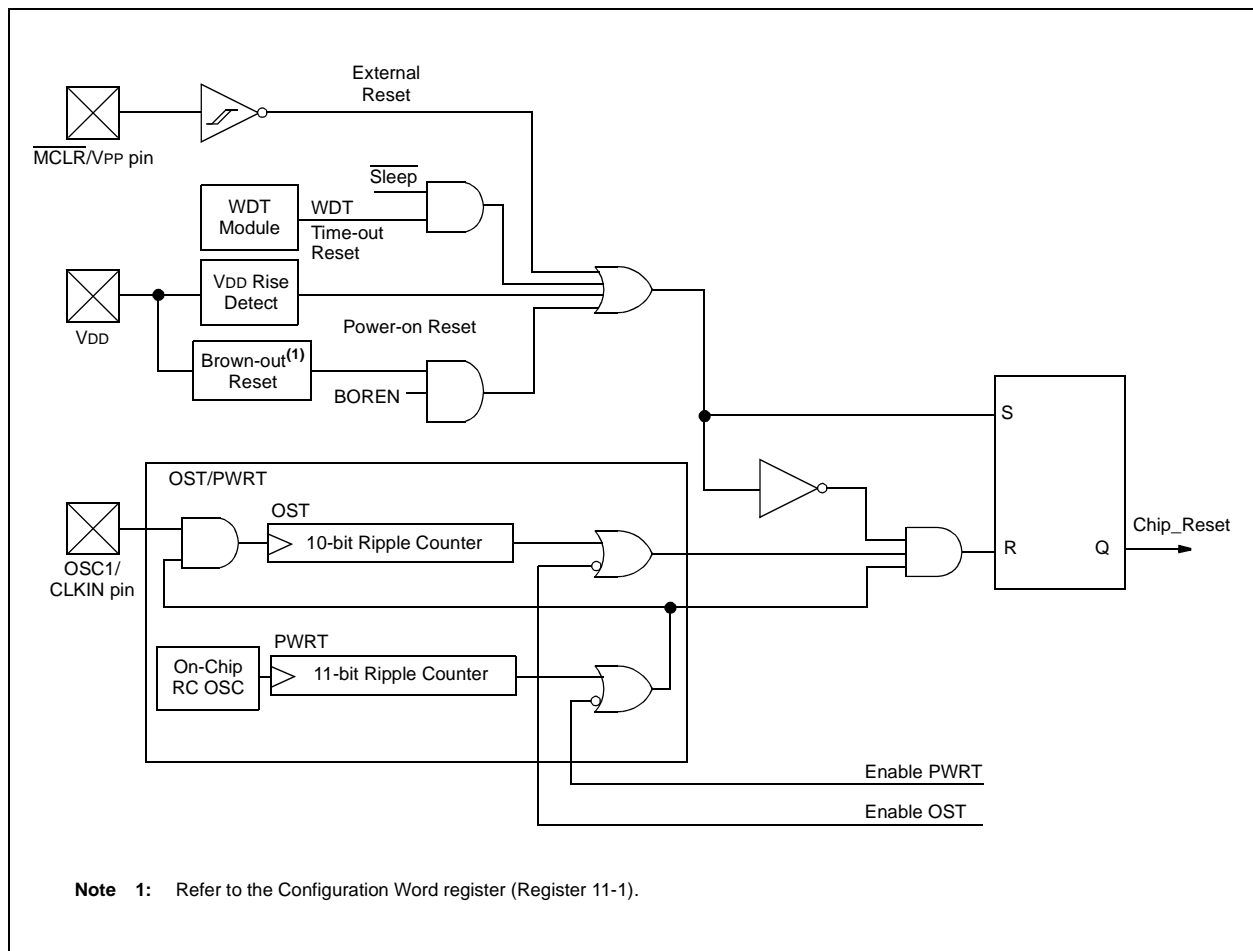 External
Reset
MCLR/VPP pin
Sleep
WDT
Module
WDT
Time-out
Reset
VDD Rise
Detect
VDD
Power-on Reset
Brown-out(1)
Reset
BOREN
S
OST/PWRT
OST
10-bit Ripple Counter
OSC1/
CLKIN pin
Chip_Reset
R
Q
PWRT
On-Chip
RC OSC
11-bit Ripple Counter
Enable PWRT
Enable OST
Note 1: Refer to the Configuration Word register (Register 11-1).